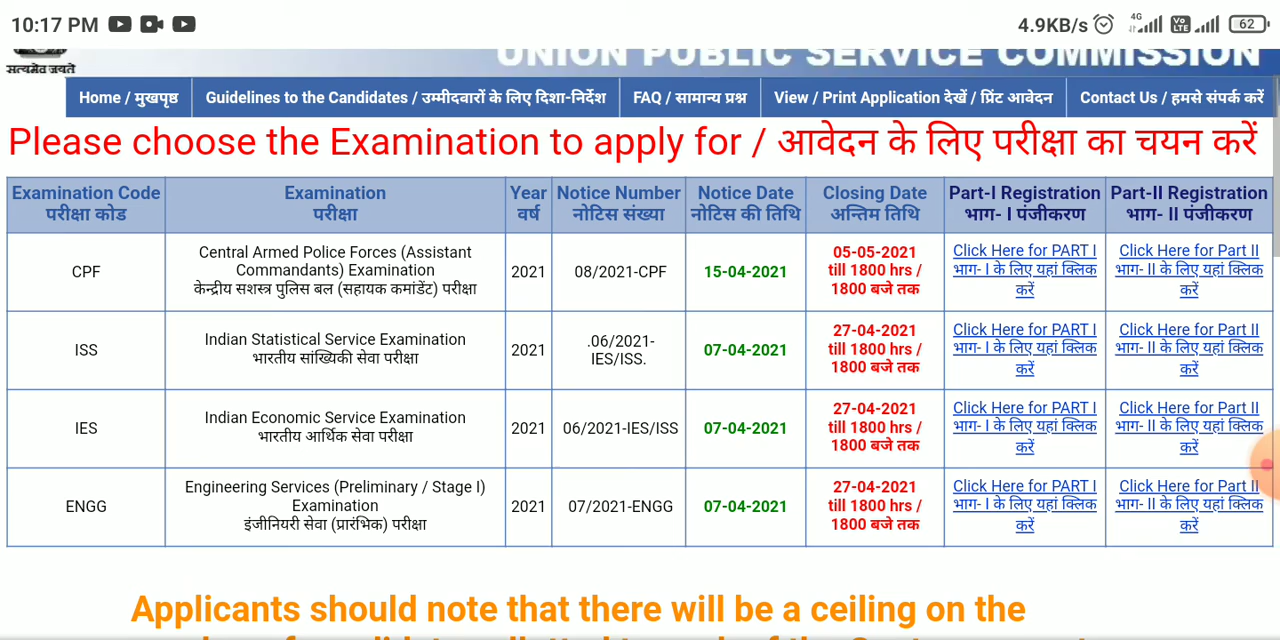 10:17 PM
4.9KB/s 4G Vo LTE 62
सत्यमेव जयते
UNION PUBLIC SERVICE COMMISSION
Home / मुखपृष्ठ Guidelines to the Candidates / उम्मीदवारों के लिए दिशा-निर्देश FAQ / सामान्य प्रश्न View / Print Application देखें / प्रिंट आवेदन Contact Us / हमसे संपर्क करें
Please choose the Examination to apply for / आवेदन के लिए परीक्षा का चयन करें
Examination Code
परीक्षा कोड
Examination
परीक्षा
Year
वर्ष
Notice Number
नोटिस संख्या
Notice Date
नोटिस की तिथि
Closing Date
अन्तिम तिथि
Part-I Registration
भाग- I पंजीकरण
Part-II Registration
भाग- II पंजीकरण
CPF
Central Armed Police Forces (Assistant
Commandants) Examination
केन्द्रीय सशस्त्र पुलिस बल (सहायक कमांडेंट) परीक्षा
2021
08/2021-CPF
15-04-2021
05-05-2021
till 1800 hrs /
1800 बजे तक
Click Here for PART I
भाग- I के लिए यहां क्लिक
करें
Click Here for Part II
भाग- II के लिए यहां क्लिक
करें
ISS
Indian Statistical Service Examination
भारतीय सांख्यिकी सेवा परीक्षा
2021
.06/2021-
IES/ISS.
07-04-2021
27-04-2021
till 1800 hrs /
1800 बजे तक
Click Here for PART I
भाग- I के लिए यहां क्लिक
करें
Click Here for Part II
भाग- II के लिए यहां क्लिक
करें
IES
Indian Economic Service Examination
भारतीय आर्थिक सेवा परीक्षा
2021
06/2021-IES/ISS
07-04-2021
27-04-2021
till 1800 hrs /
1800 बजे तक
Click Here for PART I
भाग- I के लिए यहां क्लिक
करें
Click Here for Part II
भाग- II के लिए यहां क्लिक
करें
ENGG
Engineering Services (Preliminary / Stage I)
Examination
इंजीनियरी सेवा (प्रारंभिक) परीक्षा
2021
07/2021-ENGG
07-04-2021
27-04-2021
till 1800 hrs /
1800 बजे तक
Click Here for PART I
भाग- I के लिए यहां क्लिक
करें
Click Here for Part II
भाग- II के लिए यहां क्लिक
करें
Applicants should note that there will be a ceiling on the